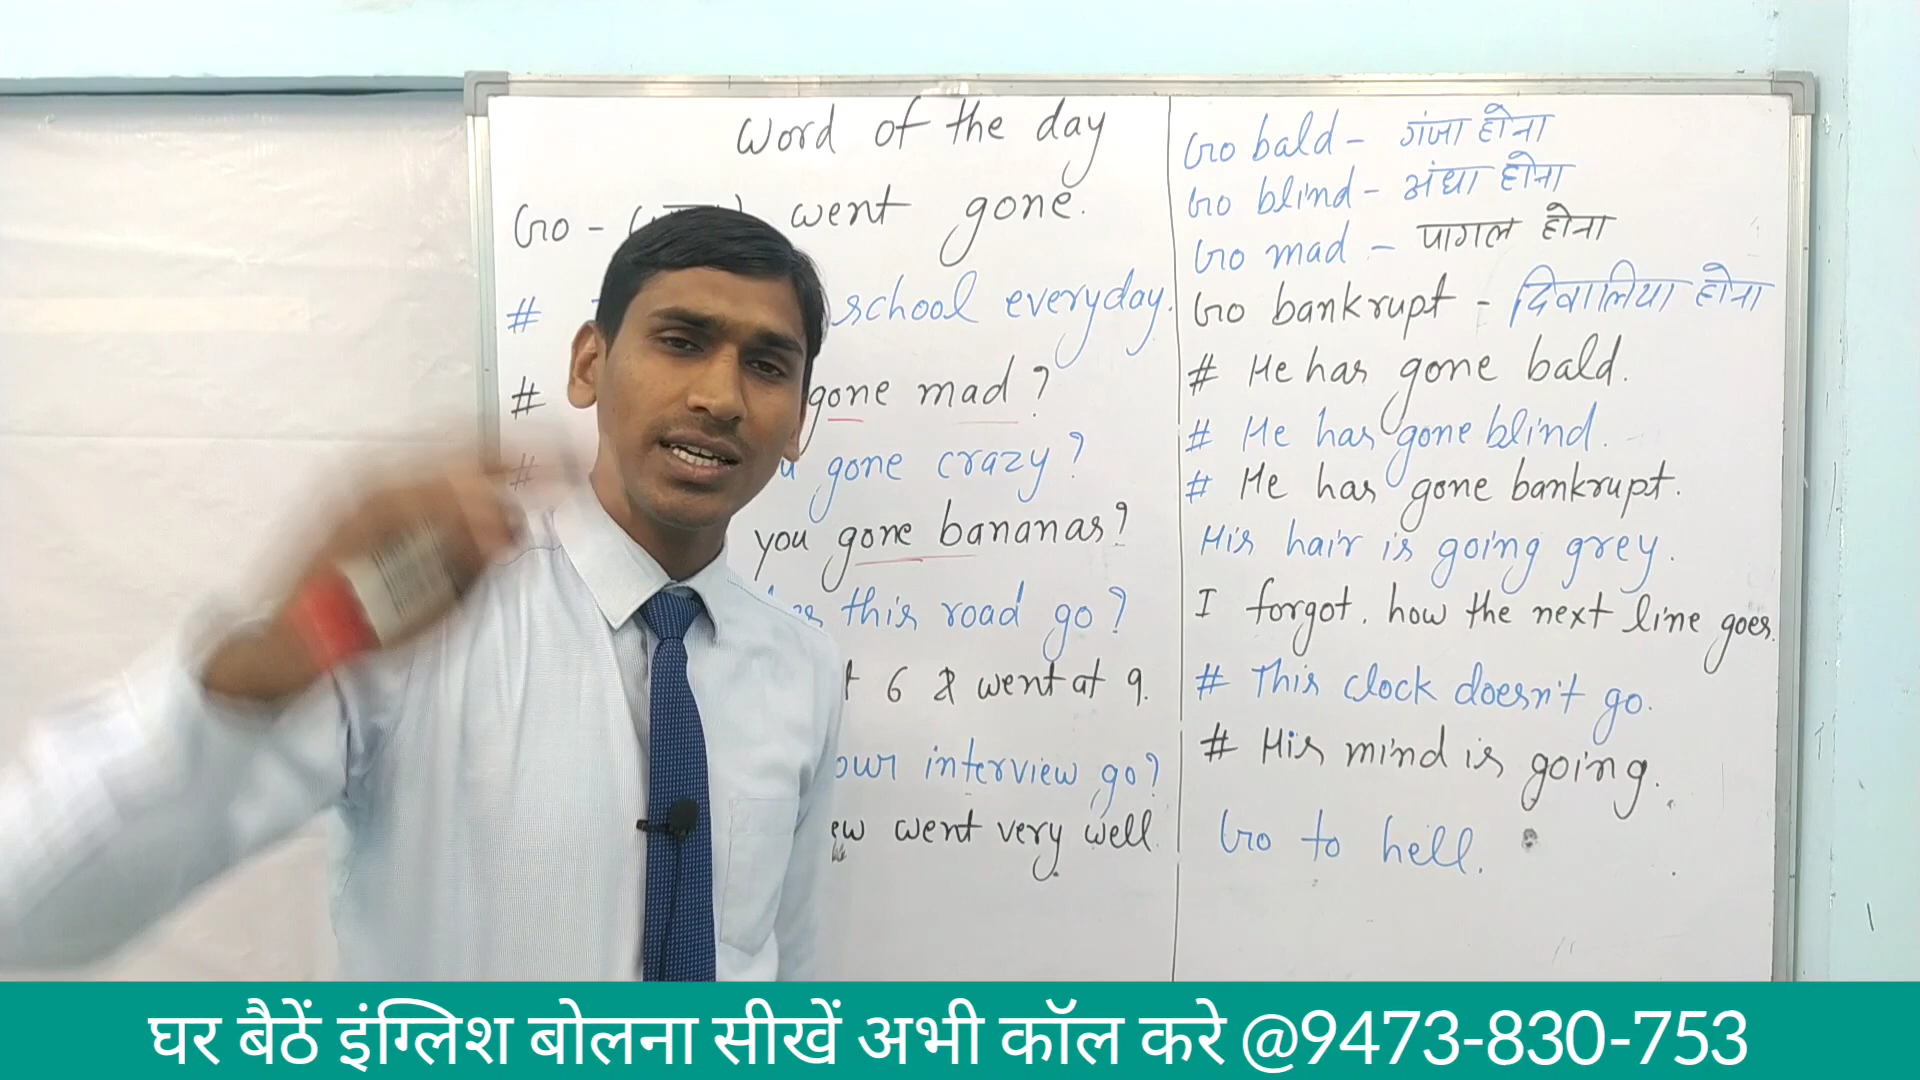 Word of the day
Go - went gone.
# school everyday.
# gone mad ?
# gone crazy ?
you gone bananas ?
this road go ?
6 & went at 9.
interview go ?
went very well.
Go bald - गंजा होना
Go blind - अंधा होना
Go mad - पागल होना
Go bankrupt - दिवालिया होना
# He has gone bald.
# He has gone blind.
# He has gone bankrupt.
His hair is going grey.
I forgot. how the next line goes.
# This clock doesn't go.
# His mind is going.
Go to hell.
घर बैठें इंग्लिश बोलना सीखें अभी कॉल करे @9473-830-753